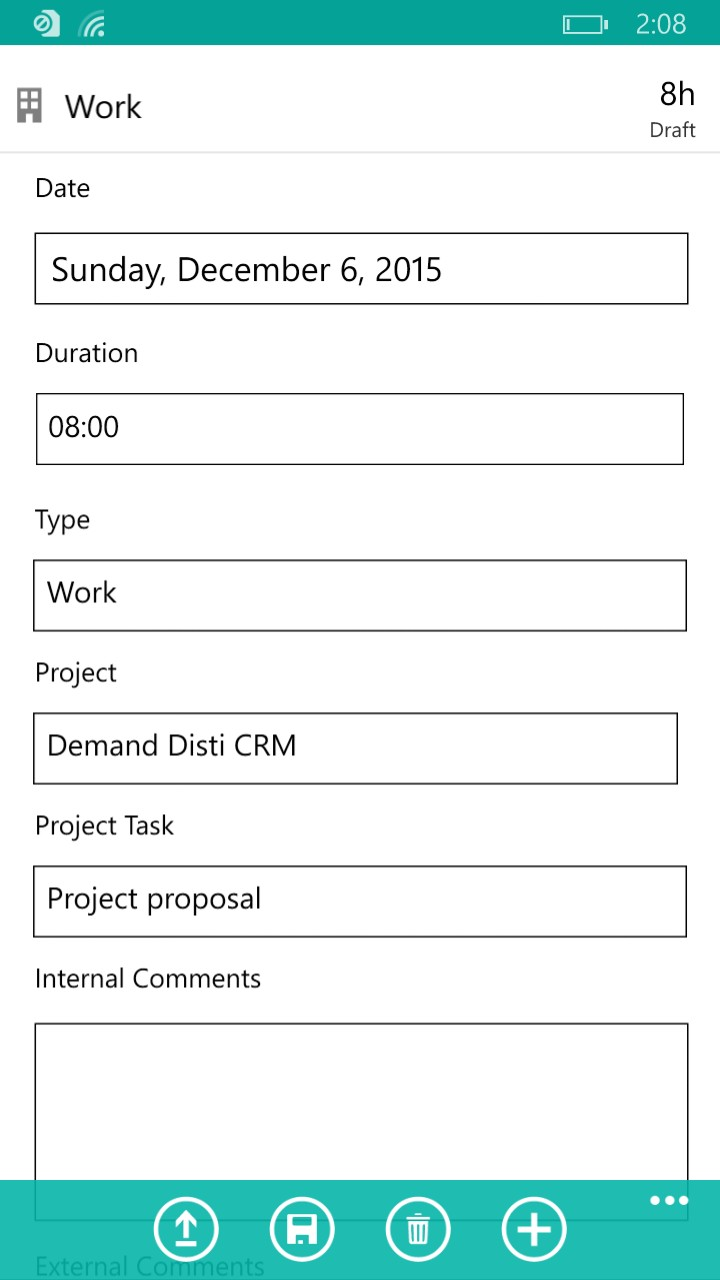 2:08
Work
8h
Draft
Date
Sunday, December 6, 2015
Duration
08:00
Type
Work
Project
Demand Disti CRM
Project Task
Project proposal
Internal Comments
External Comments